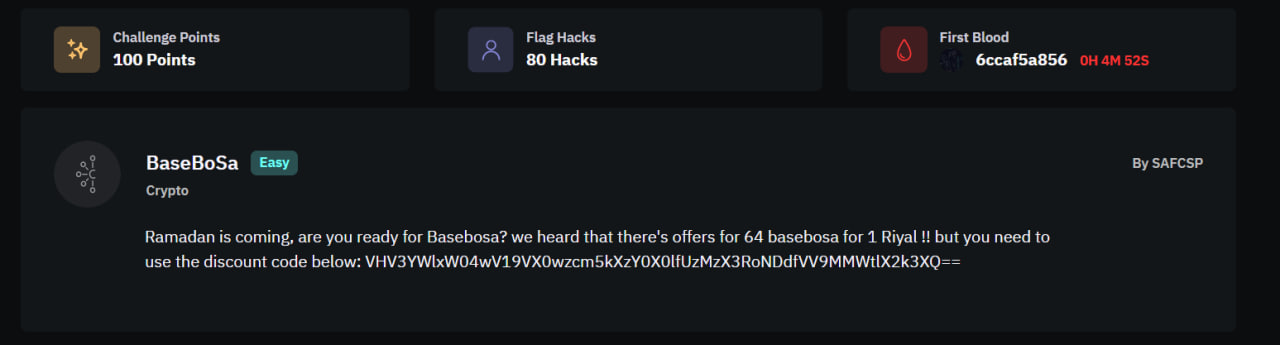 Challenge Points
100 Points
Flag Hacks
80 Hacks
First Blood
6ccaf5a856 0H 4M 52S
BaseBoSa Easy
By SAFCSP
Crypto
Ramadan is coming, are you ready for Basebosa? we heard that there's offers for 64 basebosa for 1 Riyal !! but you need to
use the discount code below: VHV3YWlxW04wV19VX0wzcm5kXzY0X0lfUzMzX3RoNDdfVV9MMWtlX2k3XQ==